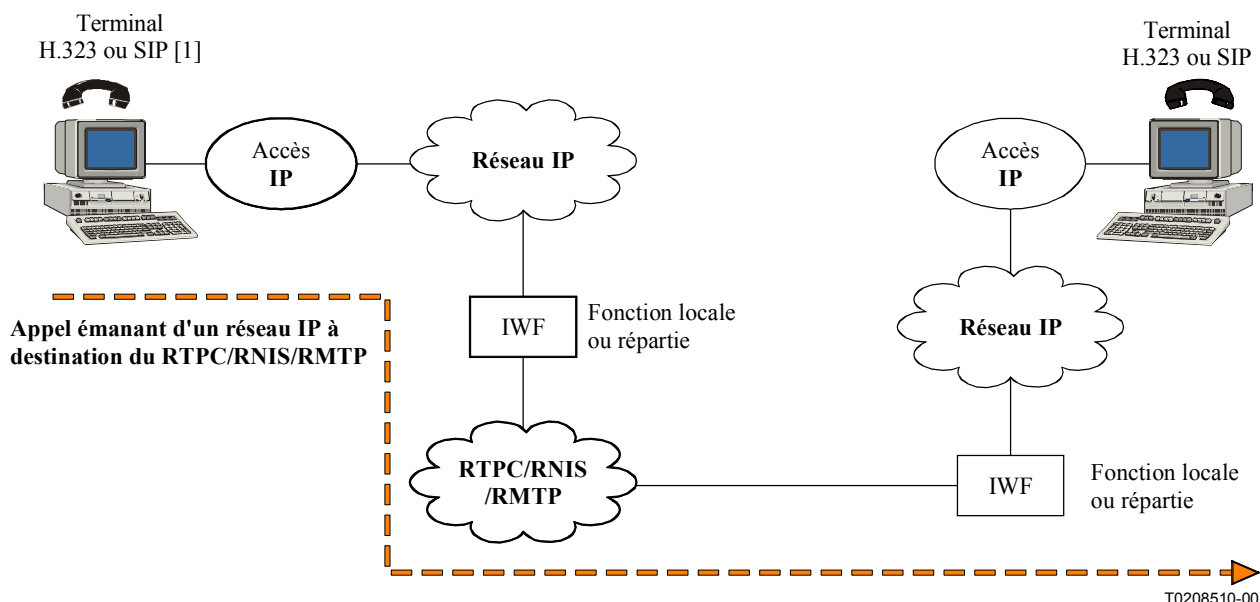 Terminal
H.323 ou SIP [1]
Terminal
H.323 ou SIP
Accès
IP
Réseau IP
Accès
IP
Appel émanant d'un réseau IP à
destination du RTPC/RNIS/RMTP
IWF
Fonction locale
ou répartie
Réseau IP
RTPC/RNIS
/RMTP
IWF
Fonction locale
ou répartie
T0208510-00